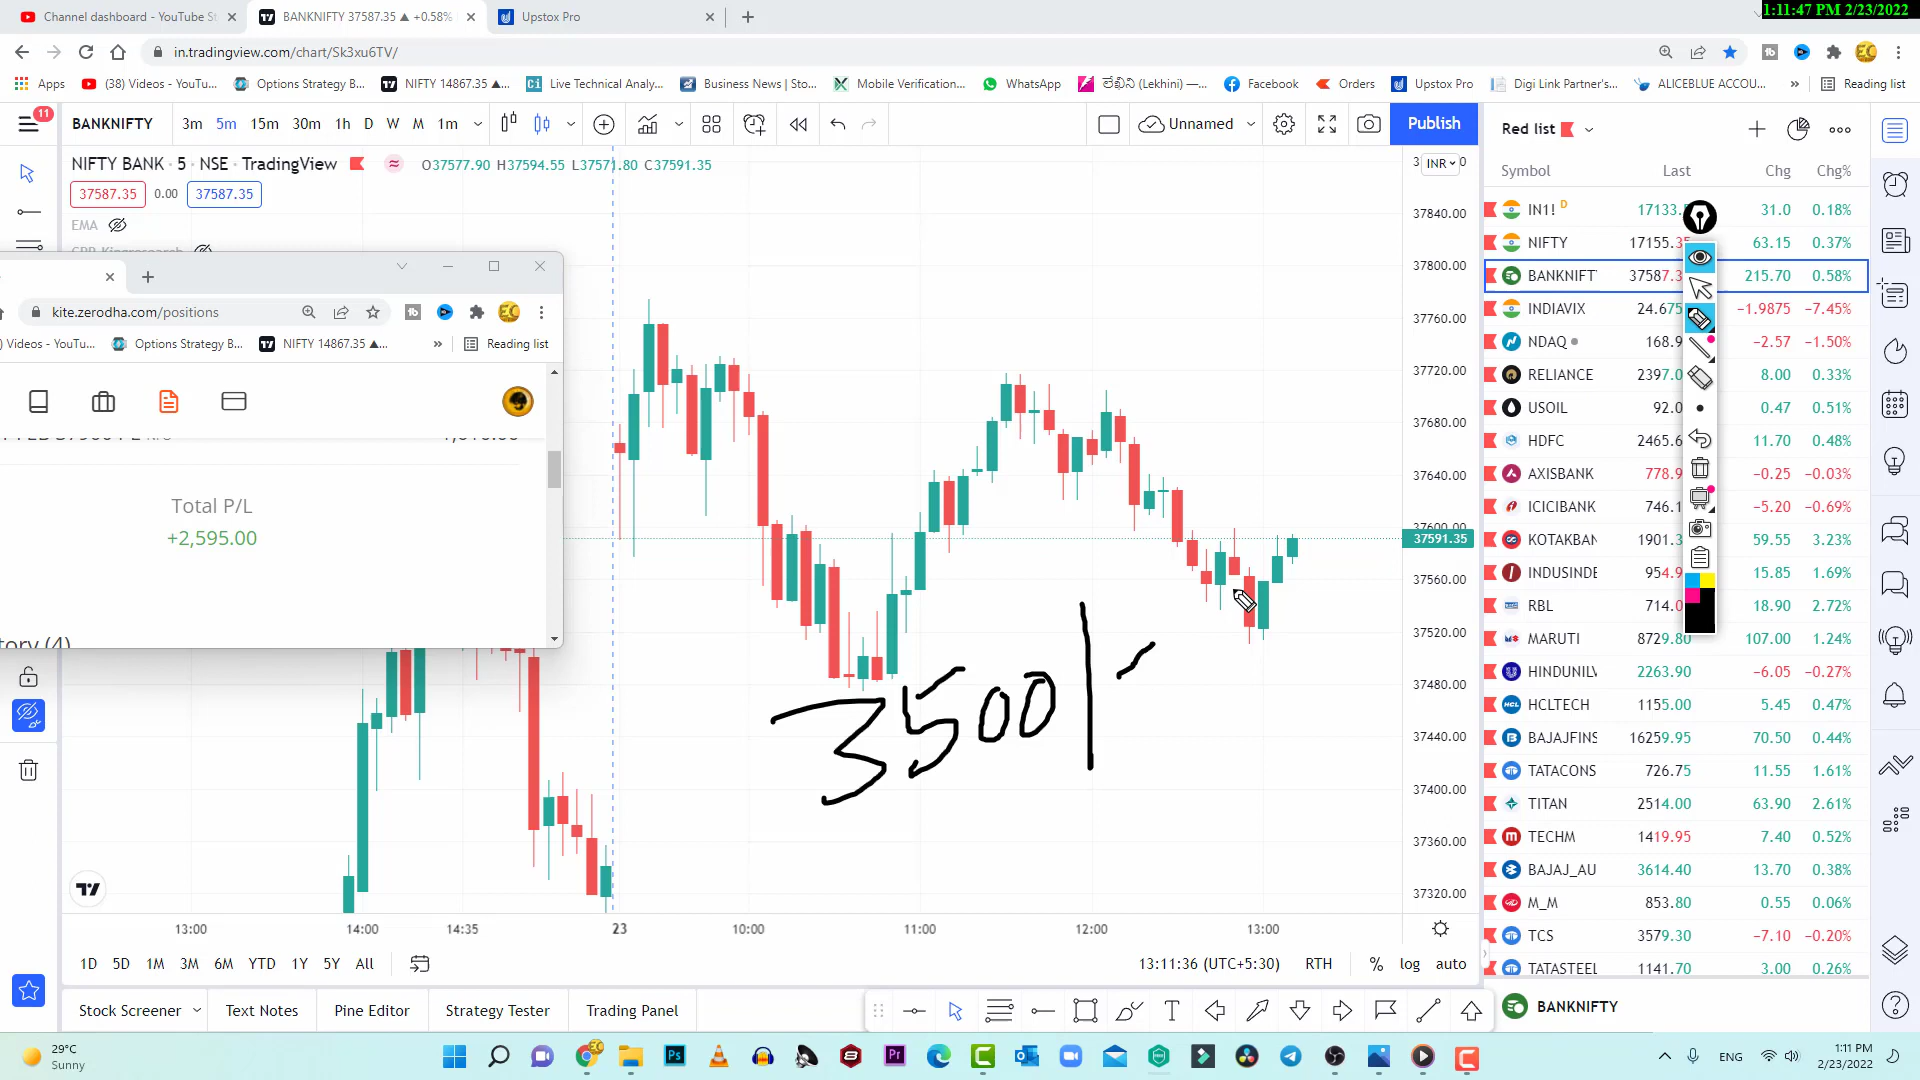 1:11:47 PM 2/23/2022
Channel dashboard - YouTube St
BANKNIFTY 37587.35 ▲ +0.58%
Upstox Pro
in.tradingview.com/chart/Sk3xu6TV/
Apps
(38) Videos - YouTu...
Options Strategy B...
NIFTY 14867.35 ▲...
Live Technical Analy...
Business News | Sto...
Mobile Verification...
WhatsApp
లేఖిని (Lekhini) —...
Facebook
Orders
Upstox Pro
Digi Link Partner's...
ALICEBLUE ACCOU...
Reading list
11
BANKNIFTY
3m 5m 15m 30m 1h D W M 1m
Unnamed
Publish
Red list
NIFTY BANK · 5 · NSE · TradingView
O37577.90 H37594.55 L37571.80 C37591.35
INR
37587.35 0.00 37587.35
EMA
Symbol Last Chg Chg%
IN1! D 17133. 31.0 0.18%
NIFTY 17155.35 63.15 0.37%
BANKNIFT 37587.3 215.70 0.58%
INDIAVIX 24.675 −1.9875 −7.45%
NDAQ 168.9 −2.57 −1.50%
RELIANCE 2397.0 8.00 0.33%
USOIL 92.0 0.47 0.51%
HDFC 2465.6 11.70 0.48%
AXISBANK 778.9 −0.25 −0.03%
ICICIBANK 746.1 −5.20 −0.69%
KOTAKBAN 1901.3 59.55 3.23%
INDUSINDE 954.9 15.85 1.69%
RBL 714.0 18.90 2.72%
MARUTI 8729.80 107.00 1.24%
HINDUNILV 2263.90 −6.05 −0.27%
HCLTECH 1155.00 5.45 0.47%
BAJAJFINS 16259.95 70.50 0.44%
TATACONS 726.75 11.55 1.61%
TITAN 2514.00 63.90 2.61%
TECHM 1419.95 7.40 0.52%
BAJAJ_AU 3614.40 13.70 0.38%
M_M 853.80 0.55 0.06%
TCS 3579.30 −7.10 −0.20%
TATASTEEL 1141.70 3.00 0.26%
BANKNIFTY
kite.zerodha.com/positions
Videos - YouTu...
Options Strategy B...
NIFTY 14867.35 ▲...
Reading list
Total P/L
+2,595.00
tory (4)
37840.00
37800.00
37760.00
37720.00
37680.00
37640.00
37600.00
37591.35
37560.00
37520.00
37480.00
37440.00
37400.00
37360.00
37320.00
3500/-
13:00 14:00 14:35 23 10:00 11:00 12:00 13:00
1D 5D 1M 3M 6M YTD 1Y 5Y All
13:11:36 (UTC+5:30) RTH % log auto
Stock Screener
Text Notes
Pine Editor
Strategy Tester
Trading Panel
29°C
Sunny
ENG
1:11 PM
2/23/2022